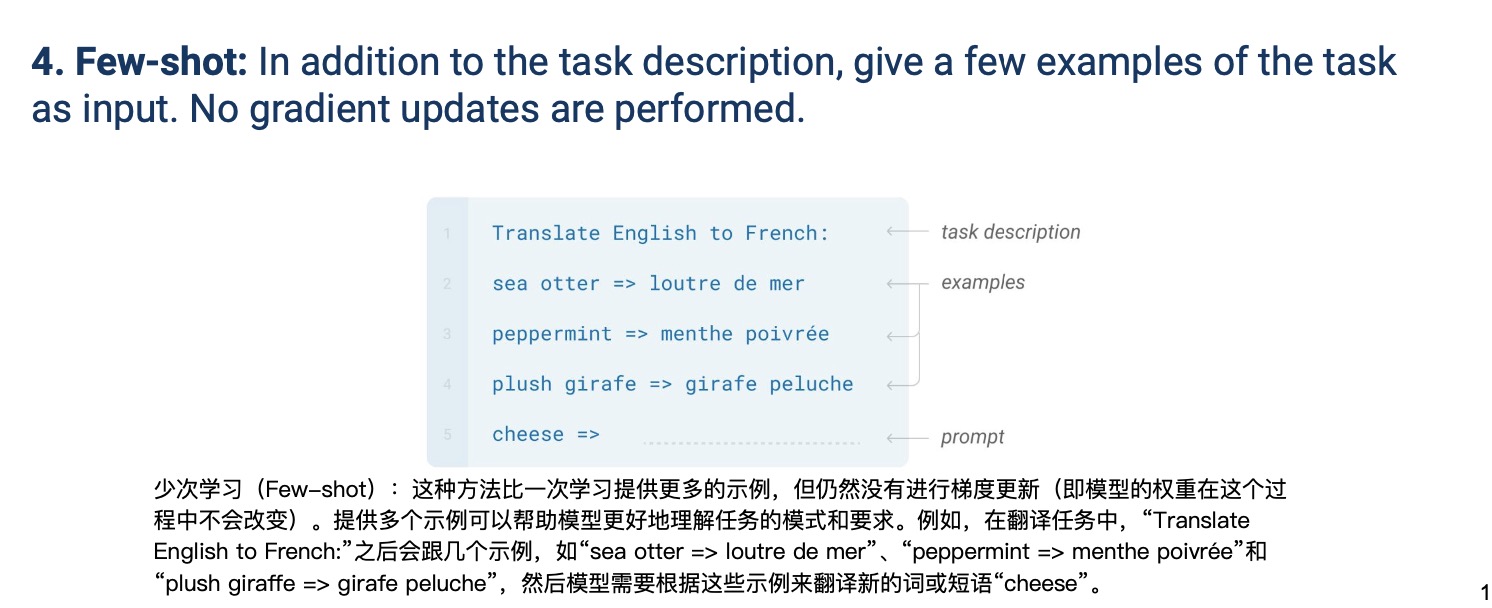 4. Few-shot: In addition to the task description, give a few examples of the task
as input. No gradient updates are performed.
1 Translate English to French: task description
2 sea otter => loutre de mer examples
3 peppermint => menthe poivrée
4 plush girafe => girafe peluche
5 cheese => prompt
少次学习（Few-shot）：这种方法比一次学习提供更多的示例，但仍然没有进行梯度更新（即模型的权重在这个过
程中不会改变）。提供多个示例可以帮助模型更好地理解任务的模式和要求。例如，在翻译任务中，“Translate
English to French:”之后会跟几个示例，如“sea otter => loutre de mer”、“peppermint => menthe poivrée”和
“plush giraffe => girafe peluche”，然后模型需要根据这些示例来翻译新的词或短语“cheese”。
1